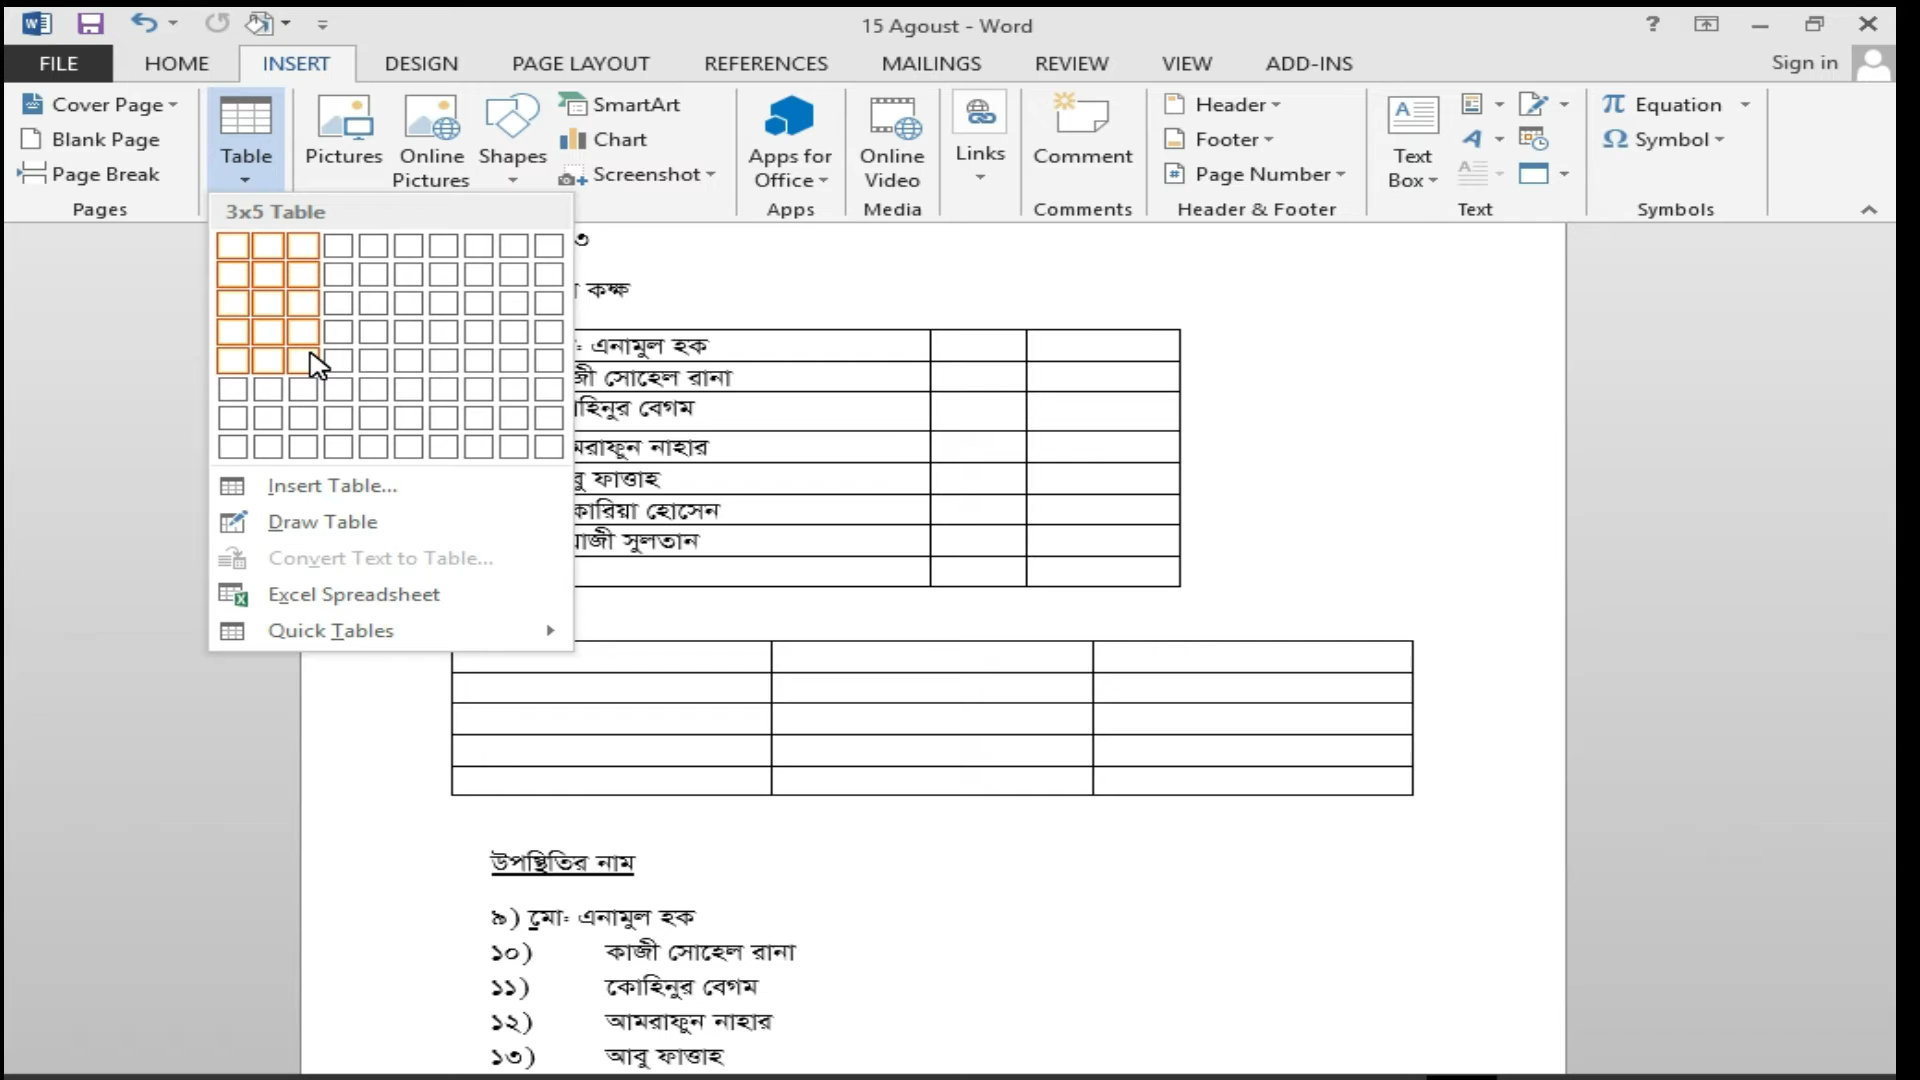 15 Agoust - Word
?
FILE HOME INSERT DESIGN PAGE LAYOUT REFERENCES MAILINGS REVIEW VIEW ADD-INS Sign in
Cover Page
Blank Page
Page Break
Pages
Table
Pictures
Online Pictures
Shapes
SmartArt
Chart
Screenshot
Apps for Office
Apps
Online Video
Media
Links
Comment
Comments
Header
Footer
Page Number
Header & Footer
Text Box
Text
π Equation
Ω Symbol
Symbols
3x5 Table
Insert Table...
Draw Table
Convert Text to Table...
Excel Spreadsheet
Quick Tables
কক্ষ
এনামুল হক
সোহেল রানা
বেগম
নাহার
ফাত্তাহ
হোসেন
সুলতান
উপস্থিতির নাম
৯) মোঃ এনামুল হক
১০) কাজী সোহেল রানা
১১) কোহিনুর বেগম
১২) আমরাফুন নাহার
১৩) আবু ফাত্তাহ